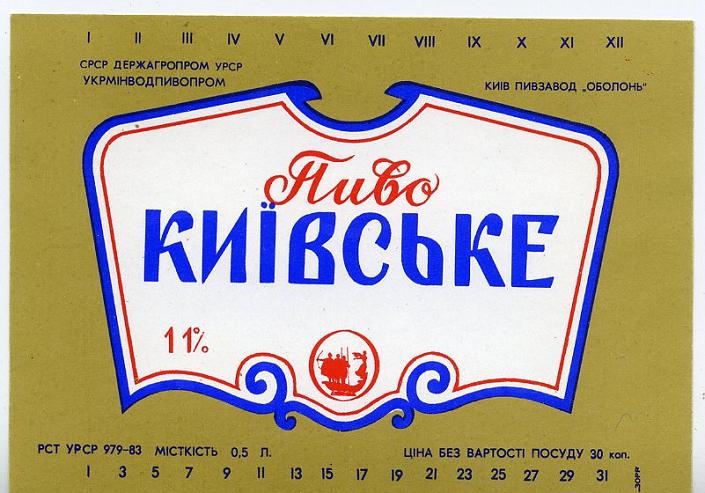 I II III IV V VI VII VIII IX X XI XII
СРСР ДЕРЖАГРОПРОМ УРСР
УКРМІНВОДПИВОПРОМ
КИІВ ПИВЗАВОД „ОБОЛОНЬ"
Пиво
КИЇВСЬКЕ
11%
РСТ УРСР 979-83 МІСТКІСТЬ 0,5 Л.
ЦІНА БЕЗ ВАРТОСТІ ПОСУДУ 30 коп.
1 3 5 7 9 11 13 15 17 19 21 23 25 27 29 31